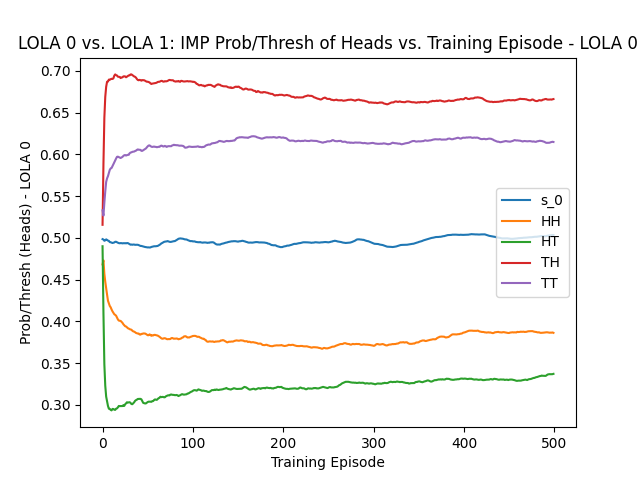 LOLA 0 vs. LOLA 1: IMP Prob/Thresh of Heads vs. Training Episode - LOLA 0
Prob/Thresh (Heads) - LOLA 0
0.70
0.65
0.60
0.55
0.50
0.45
0.40
0.35
0.30
s_0
HH
HT
TH
TT
0
100
200
300
400
500
Training Episode